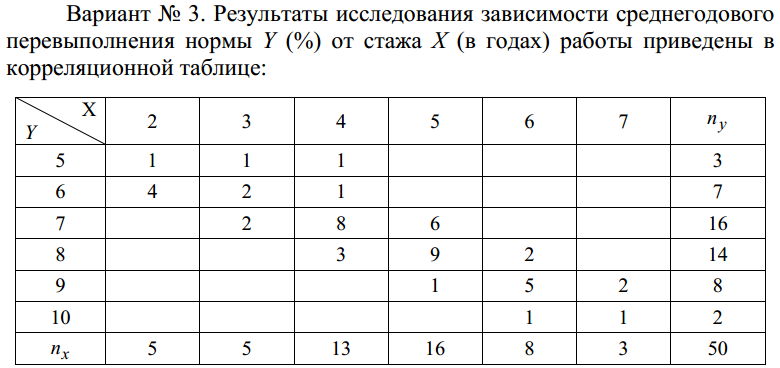 Вариант № 3. Результаты исследования зависимости среднегодового
перевыполнения нормы Y (%) от стажа X (в годах) работы приведены в
корреляционной таблице:
X Y 2 3 4 5 6 7 n_y
5 1 1 1 3
6 4 2 1 7
7 2 8 6 16
8 3 9 2 14
9 1 5 2 8
10 1 1 2
n_x 5 5 13 16 8 3 50